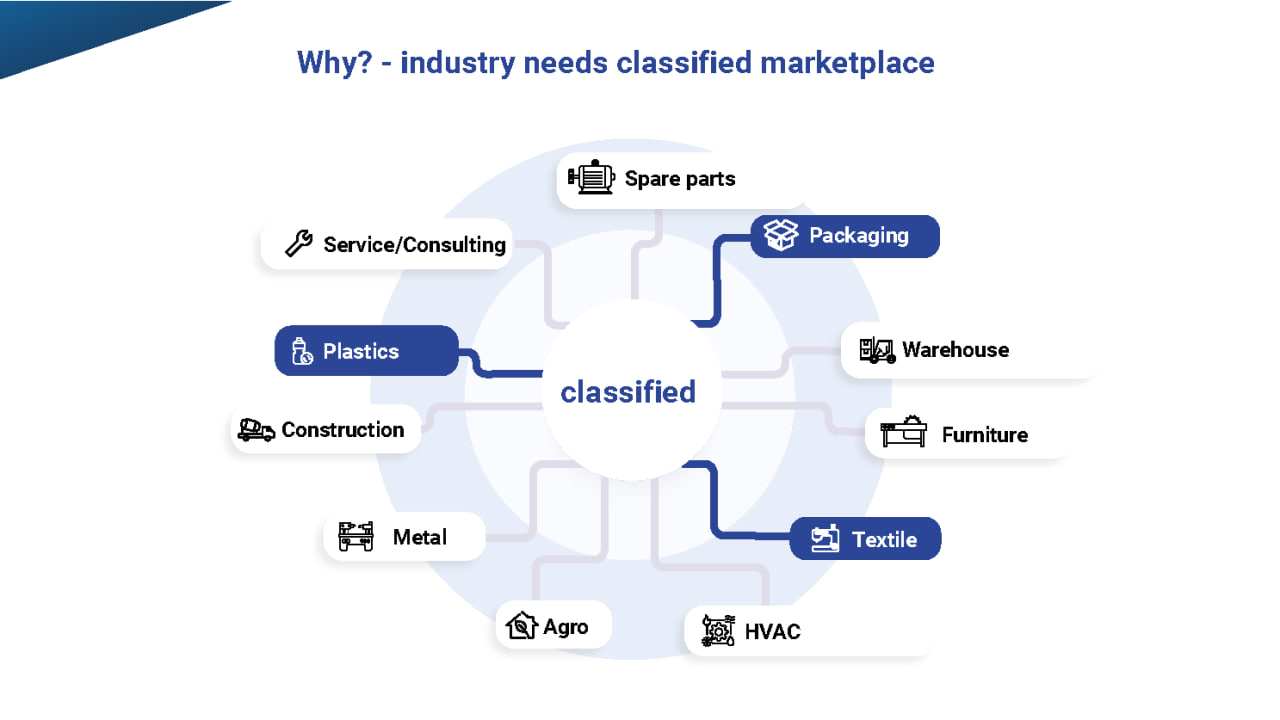 Why? - industry needs classified marketplace
Spare parts
Packaging
Service/Consulting
Plastics
Warehouse
classified
Construction
Furniture
Metal
Textile
Agro
HVAC